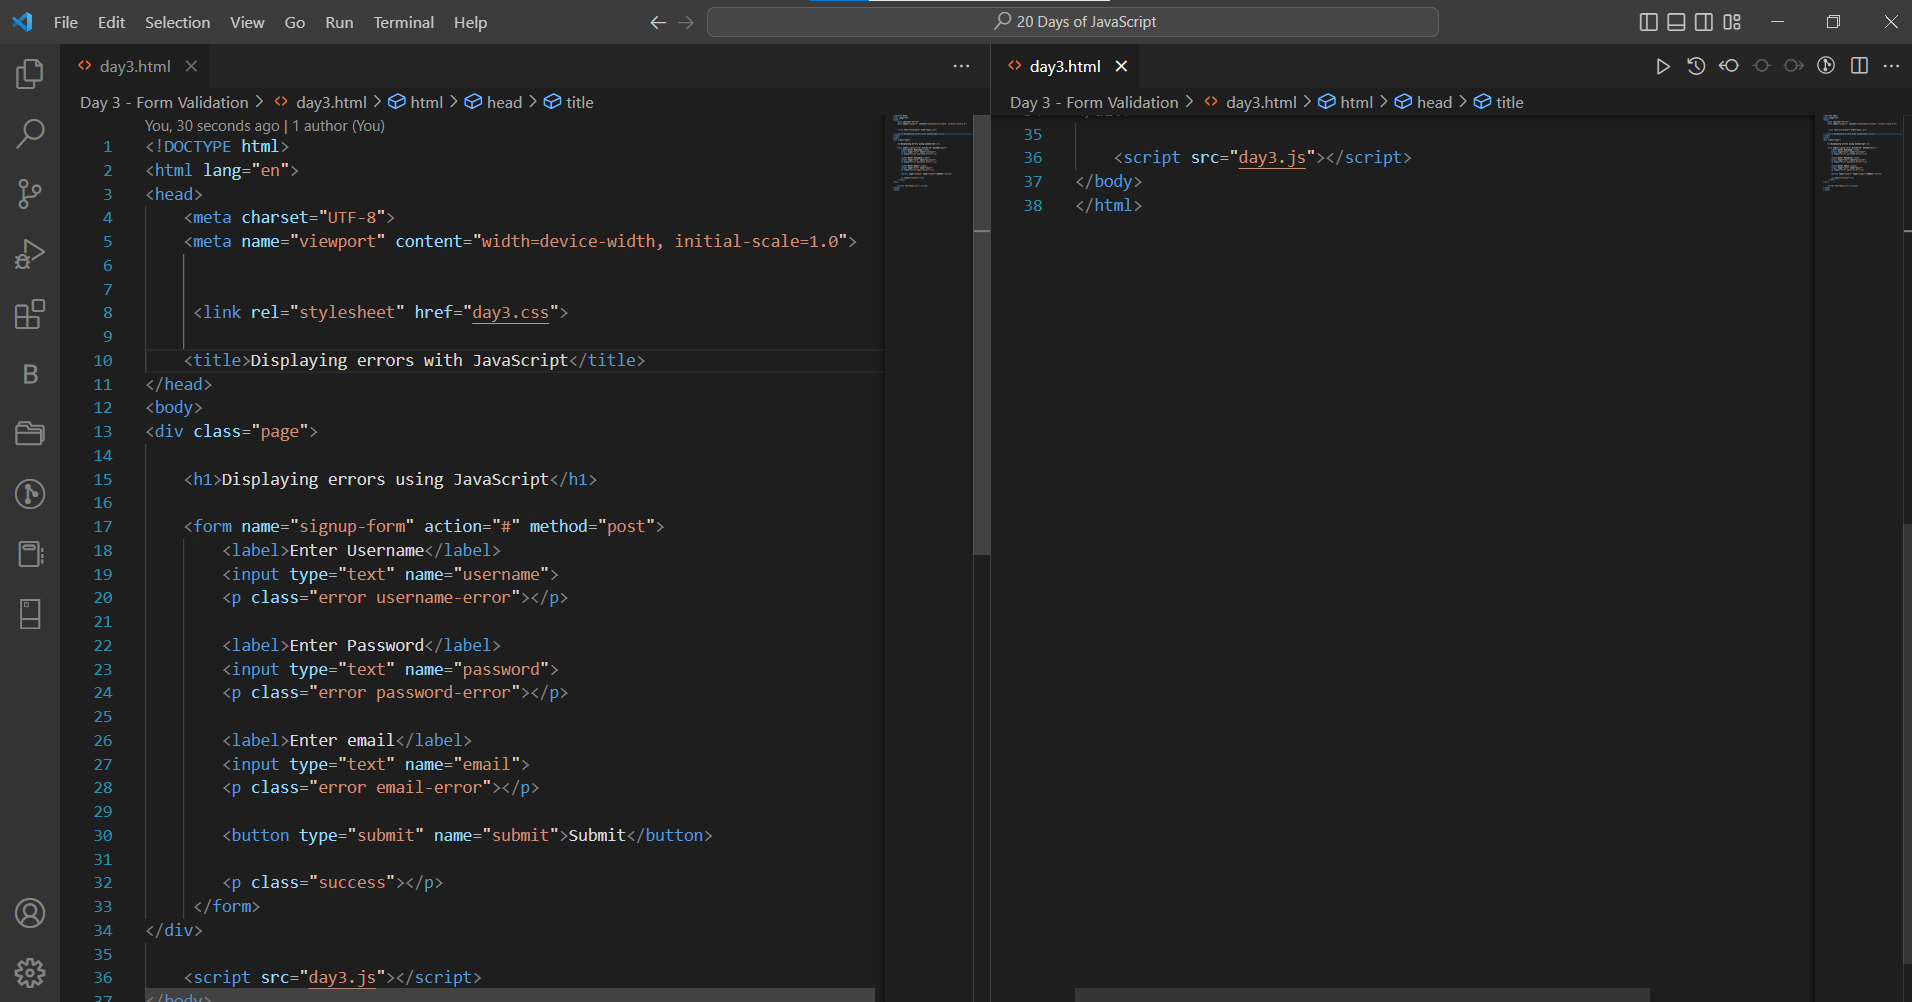 File Edit Selection View Go Run Terminal Help
20 Days of JavaScript
day3.html
Day 3 - Form Validation > day3.html > html > head > title
You, 30 seconds ago | 1 author (You)
1 <!DOCTYPE html>
2 <html lang="en">
3 <head>
4 <meta charset="UTF-8">
5 <meta name="viewport" content="width=device-width, initial-scale=1.0">
6
7
8 <link rel="stylesheet" href="day3.css">
9
10 <title>Displaying errors with JavaScript</title>
11 </head>
12 <body>
13 <div class="page">
14
15 <h1>Displaying errors using JavaScript</h1>
16
17 <form name="signup-form" action="#" method="post">
18 <label>Enter Username</label>
19 <input type="text" name="username">
20 <p class="error username-error"></p>
21
22 <label>Enter Password</label>
23 <input type="text" name="password">
24 <p class="error password-error"></p>
25
26 <label>Enter email</label>
27 <input type="text" name="email">
28 <p class="error email-error"></p>
29
30 <button type="submit" name="submit">Submit</button>
31
32 <p class="success"></p>
33 </form>
34 </div>
35
36 <script src="day3.js"></script>
37 </body>
day3.html
Day 3 - Form Validation > day3.html > html > head > title
35
36 <script src="day3.js"></script>
37 </body>
38 </html>
B